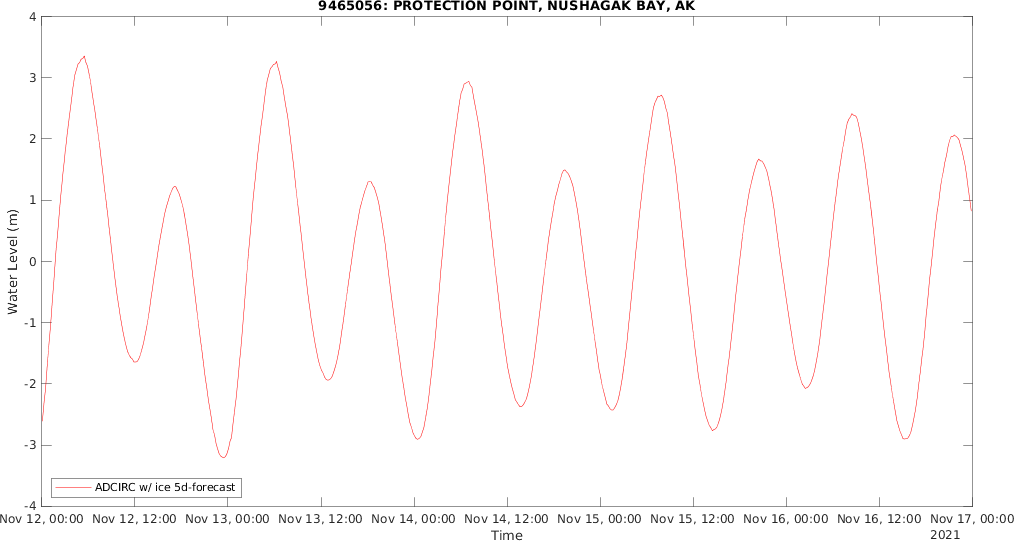 9465056: PROTECTION POINT, NUSHAGAK BAY, AK
4
3
2
1
0
-1
-2
-3
-4
Water Level (m)
ADCIRC w/ ice 5d-forecast
Nov 12, 00:00 Nov 12, 12:00 Nov 13, 00:00 Nov 13, 12:00 Nov 14, 00:00 Nov 14, 12:00 Nov 15, 00:00 Nov 15, 12:00 Nov 16, 00:00 Nov 16, 12:00 Nov 17, 00:00
Time
2021